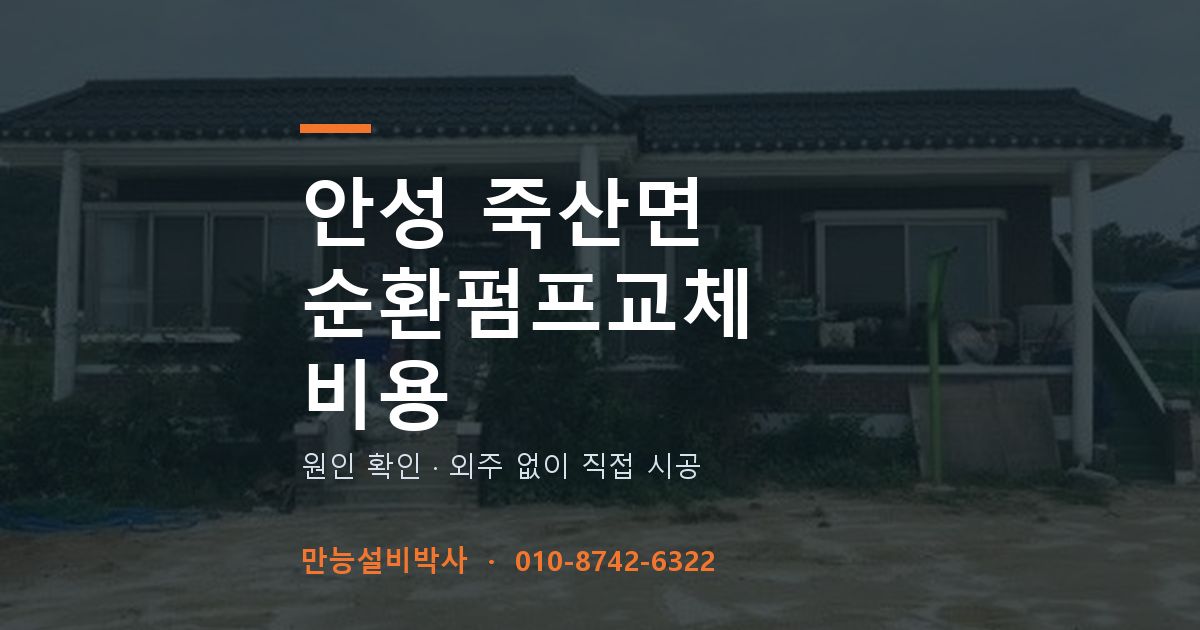 안성 죽산면
순환펌프교체
비용
원인 확인 · 외주 없이 직접 시공
만능설비박사 · 010-8742-6322